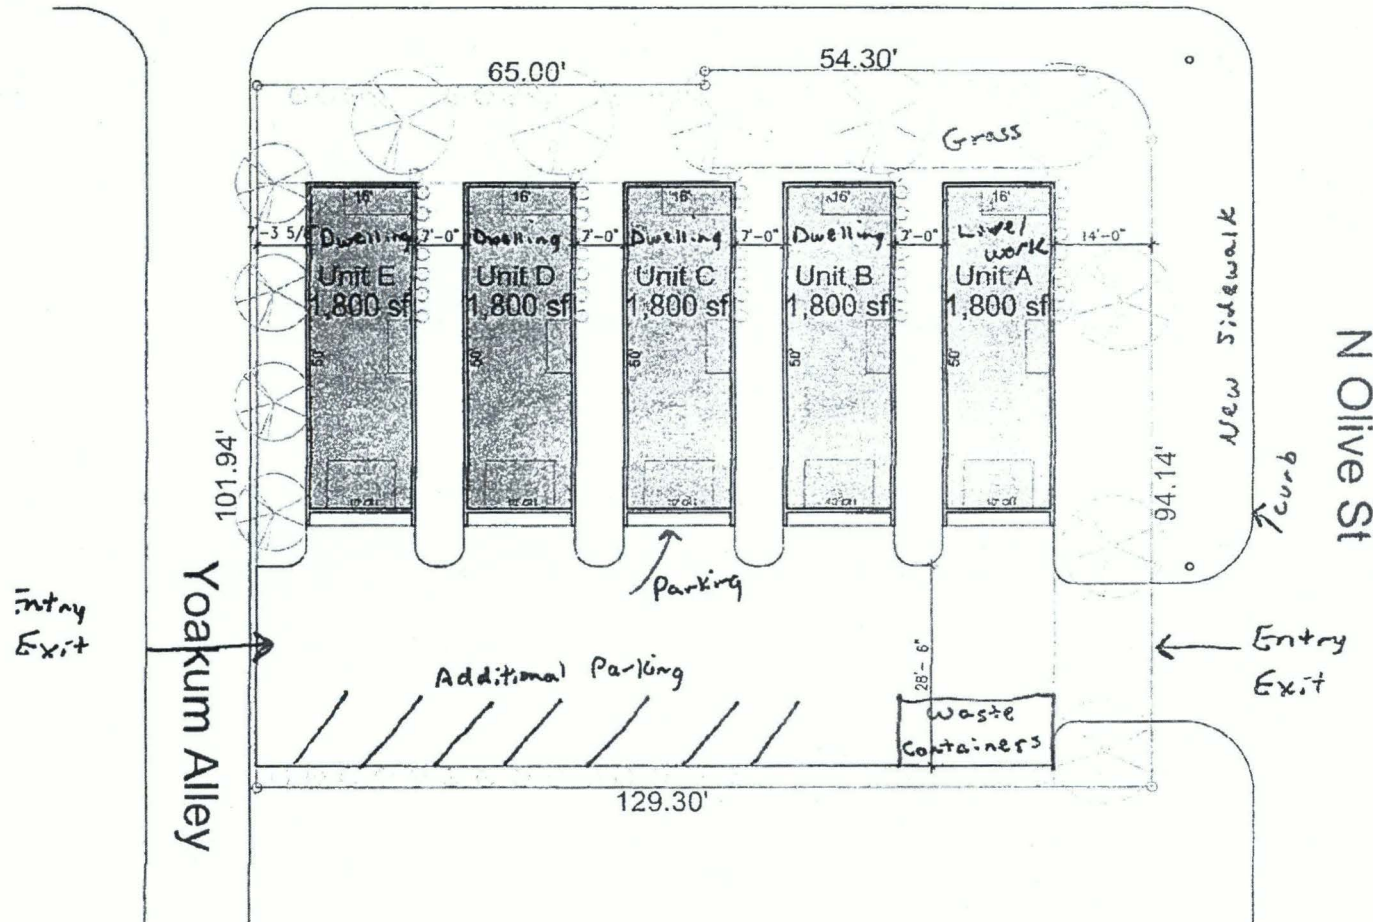 65.00'
54.30'
Grass
16'
16'
16'
16'
16'
7'-3 5/8"
Dwelling
7'-0"
Dwelling
7'-0"
Dwelling
7'-0"
Dwelling
7'-0"
Live/
work
14'-0"
Unit E
1,800 sf
Unit D
1,800 sf
Unit C
1,800 sf
Unit B
1,800 sf
Unit A
1,800 sf
50'
50'
50'
50'
50'
New Sidewalk
N Olive St
curb
101.94'
94.14'
Parking
Yoakum Alley
Entry
Exit
Entry
Exit
Additional Parking
28'-6"
Waste
Containers
129.30'